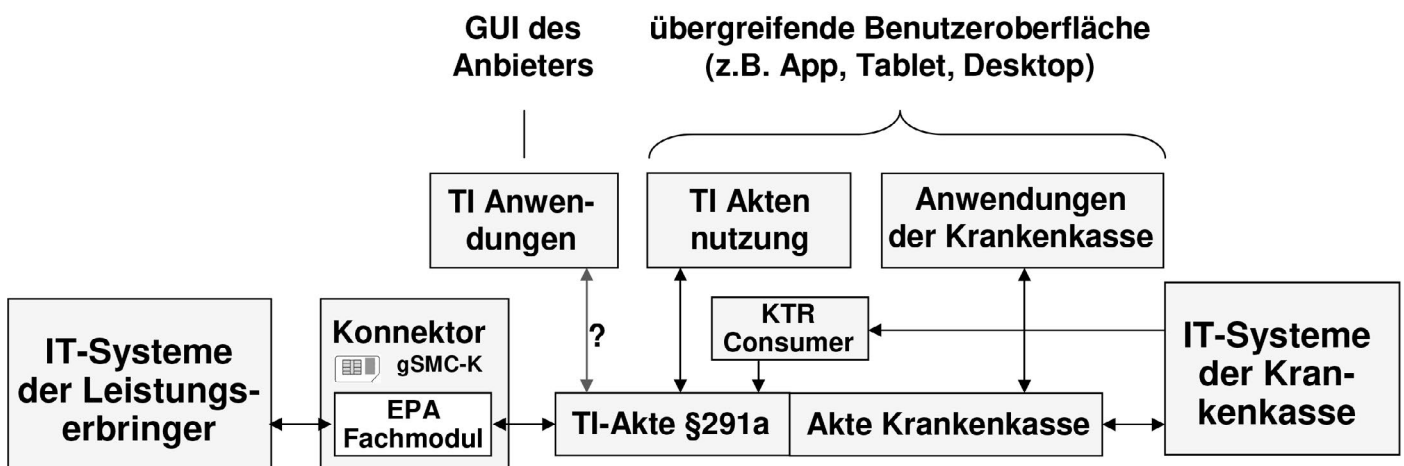 GUI des
Anbieters
übergreifende Benutzeroberfläche
(z.B. App, Tablet, Desktop)
TI Anwen-
dungen
TI Akten
nutzung
Anwendungen
der Krankenkasse
IT-Systeme
der Leistungs-
erbringer
Konnektor
gSMC-K
EPA
Fachmodul
?
KTR
Consumer
TI-Akte §291a
Akte Krankenkasse
IT-Systeme
der Kran-
kenkasse